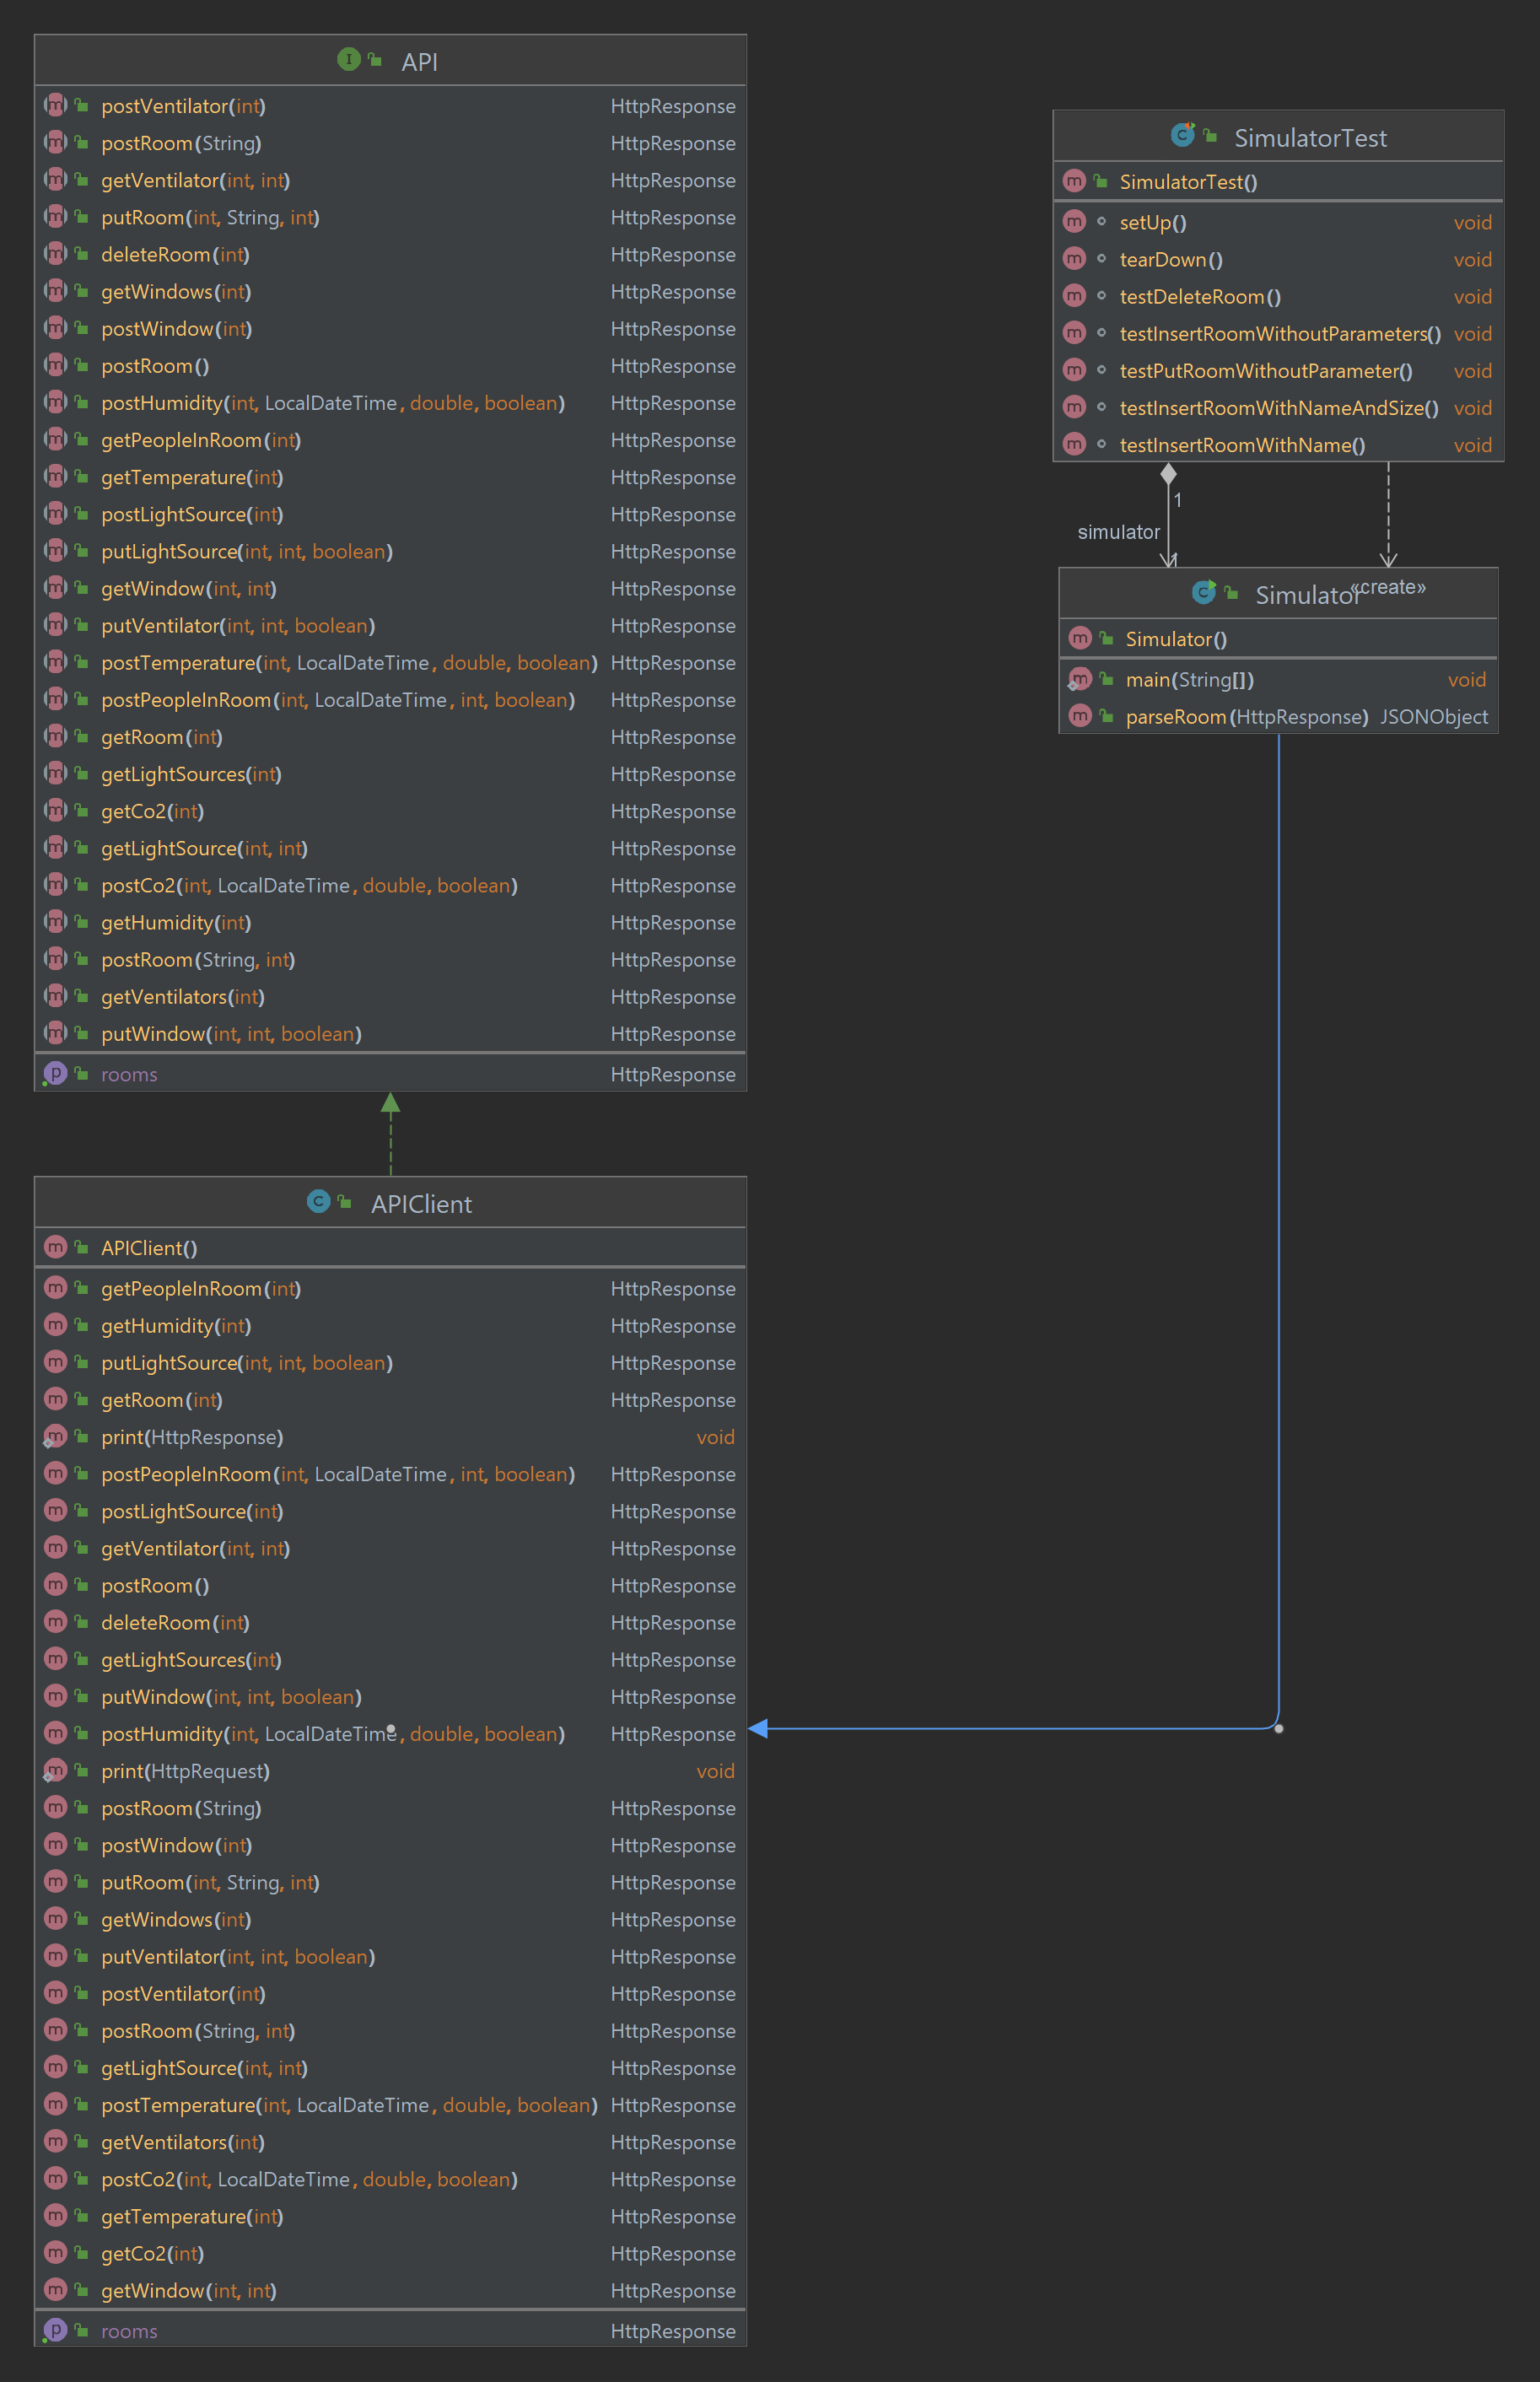 API
postVentilator(int) HttpResponse
postRoom(String) HttpResponse
getVentilator(int, int) HttpResponse
putRoom(int, String, int) HttpResponse
deleteRoom(int) HttpResponse
getWindows(int) HttpResponse
postWindow(int) HttpResponse
postRoom() HttpResponse
postHumidity(int, LocalDateTime, double, boolean) HttpResponse
getPeopleInRoom(int) HttpResponse
getTemperature(int) HttpResponse
postLightSource(int) HttpResponse
putLightSource(int, int, boolean) HttpResponse
getWindow(int, int) HttpResponse
putVentilator(int, int, boolean) HttpResponse
postTemperature(int, LocalDateTime, double, boolean) HttpResponse
postPeopleInRoom(int, LocalDateTime, int, boolean) HttpResponse
getRoom(int) HttpResponse
getLightSources(int) HttpResponse
getCo2(int) HttpResponse
getLightSource(int, int) HttpResponse
postCo2(int, LocalDateTime, double, boolean) HttpResponse
getHumidity(int) HttpResponse
postRoom(String, int) HttpResponse
getVentilators(int) HttpResponse
putWindow(int, int, boolean) HttpResponse
rooms HttpResponse
SimulatorTest
SimulatorTest()
setUp() void
tearDown() void
testDeleteRoom() void
testInsertRoomWithoutParameters() void
testPutRoomWithoutParameter() void
testInsertRoomWithNameAndSize() void
testInsertRoomWithName() void
1
simulator
1
«create»
Simulator
Simulator()
main(String[]) void
parseRoom(HttpResponse) JSONObject
APIClient
APIClient()
getPeopleInRoom(int) HttpResponse
getHumidity(int) HttpResponse
putLightSource(int, int, boolean) HttpResponse
getRoom(int) HttpResponse
print(HttpResponse) void
postPeopleInRoom(int, LocalDateTime, int, boolean) HttpResponse
postLightSource(int) HttpResponse
getVentilator(int, int) HttpResponse
postRoom() HttpResponse
deleteRoom(int) HttpResponse
getLightSources(int) HttpResponse
putWindow(int, int, boolean) HttpResponse
postHumidity(int, LocalDateTime, double, boolean) HttpResponse
print(HttpRequest) void
postRoom(String) HttpResponse
postWindow(int) HttpResponse
putRoom(int, String, int) HttpResponse
getWindows(int) HttpResponse
putVentilator(int, int, boolean) HttpResponse
postVentilator(int) HttpResponse
postRoom(String, int) HttpResponse
getLightSource(int, int) HttpResponse
postTemperature(int, LocalDateTime, double, boolean) HttpResponse
getVentilators(int) HttpResponse
postCo2(int, LocalDateTime, double, boolean) HttpResponse
getTemperature(int) HttpResponse
getCo2(int) HttpResponse
getWindow(int, int) HttpResponse
rooms HttpResponse